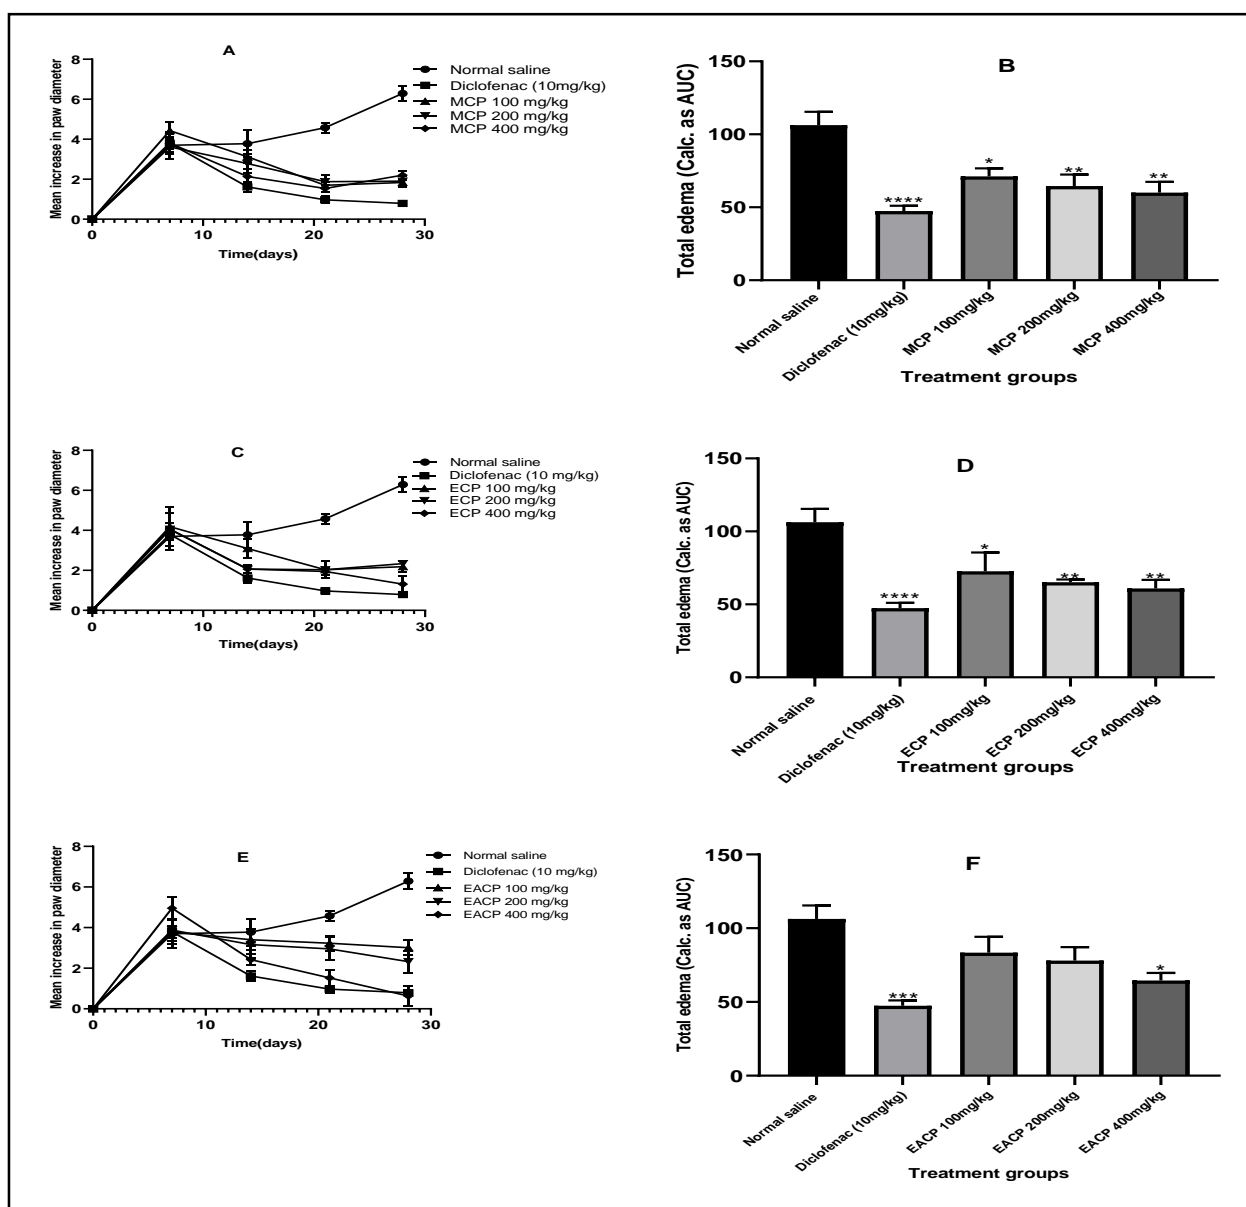 A
Mean increase in paw diameter
8
6
4
2
0
0 10 20 30
Time(days)
Normal saline
Diclofenac (10mg/kg)
MCP 100 mg/kg
MCP 200 mg/kg
MCP 400 mg/kg
B
Total edema (Calc. as AUC)
150
100
50
0
* ** **
****
Normal saline
Diclofenac (10mg/kg)
MCP 100mg/kg
MCP 200mg/kg
MCP 400mg/kg
Treatment groups
C
Mean increase in paw diameter
8
6
4
2
0
0 10 20 30
Time(days)
Normal saline
Diclofenac (10 mg/kg)
ECP 100 mg/kg
ECP 200 mg/kg
ECP 400 mg/kg
D
Total edema (Calc. as AUC)
150
100
50
0
* ** **
****
Normal saline
Diclofenac (10mg/kg)
ECP 100mg/kg
ECP 200mg/kg
ECP 400mg/kg
Treatment groups
E
Mean increase in paw diameter
8
6
4
2
0
0 10 20 30
Time(days)
Normal saline
Diclofenac (10 mg/kg)
EACP 100 mg/kg
EACP 200 mg/kg
EACP 400 mg/kg
F
Total edema (Calc. as AUC)
150
100
50
0
*
***
Normal saline
Diclofenac (10mg/kg)
EACP 100mg/kg
EACP 200mg/kg
EACP 400mg/kg
Treatment groups